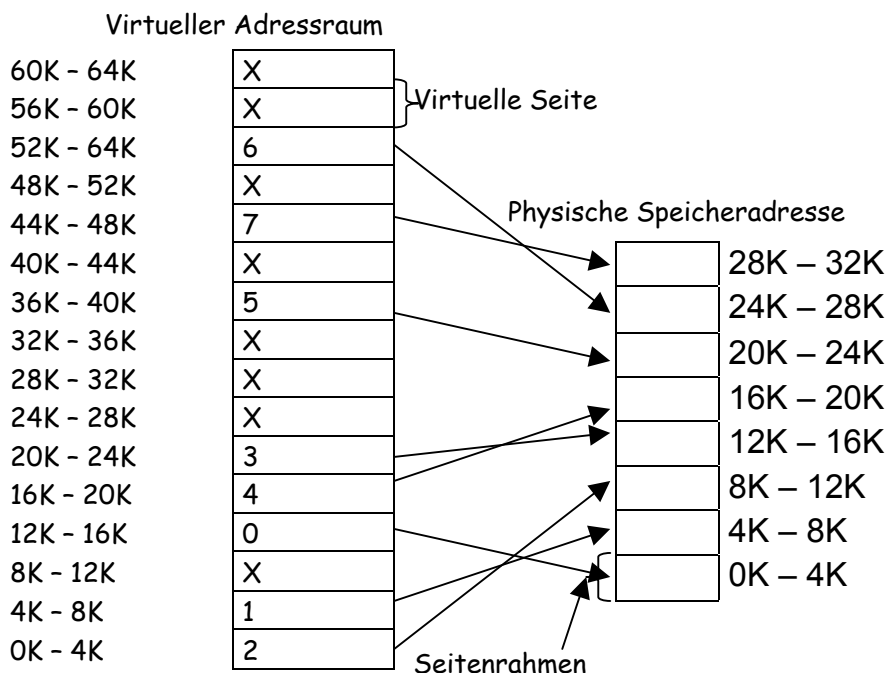 Virtueller Adressraum
60K – 64K X
56K – 60K X
Virtuelle Seite
52K – 64K 6
48K – 52K X
44K – 48K 7
40K – 44K X
36K – 40K 5
32K – 36K X
28K – 32K X
24K – 28K X
20K – 24K 3
16K – 20K 4
12K – 16K 0
8K – 12K X
4K – 8K 1
0K – 4K 2
Physische Speicheradresse
28K – 32K
24K – 28K
20K – 24K
16K – 20K
12K – 16K
8K – 12K
4K – 8K
0K – 4K
Seitenrahmen